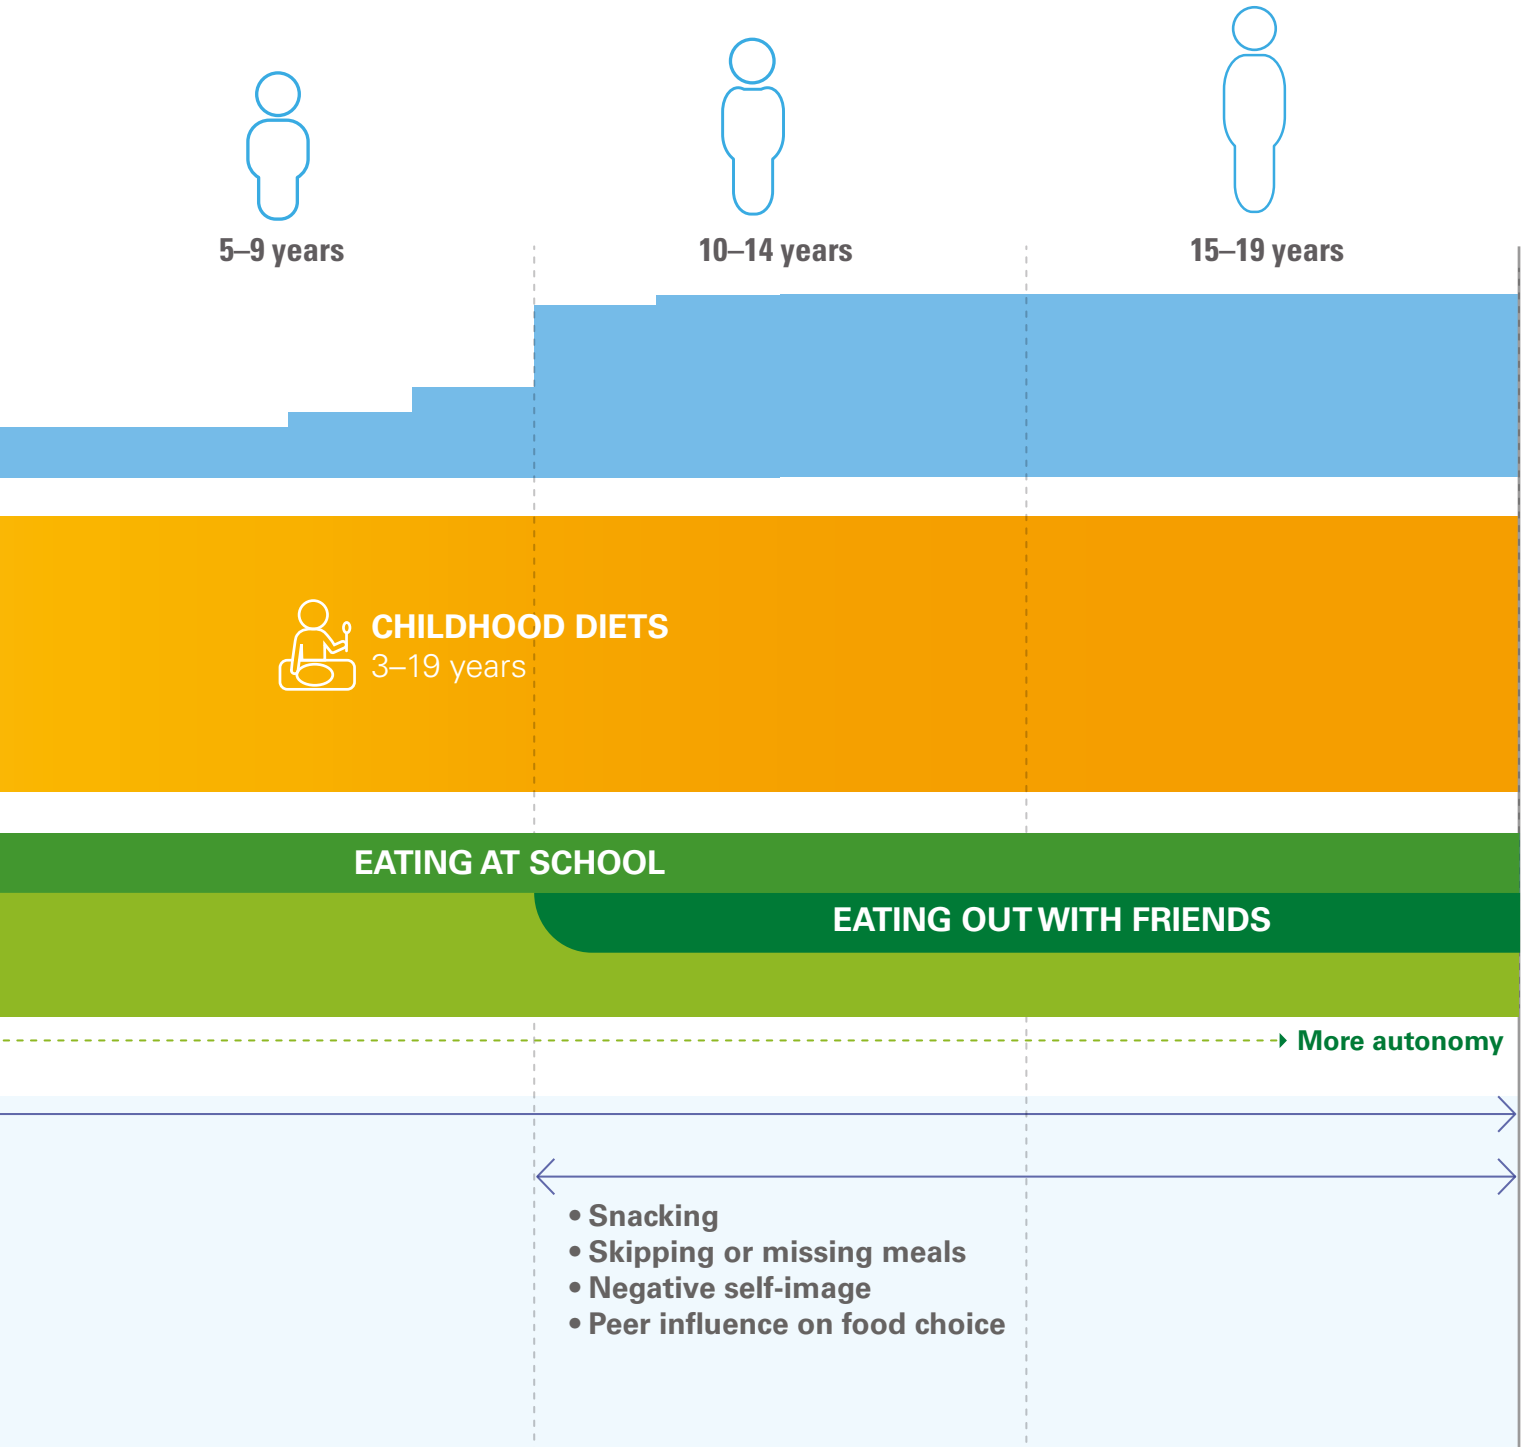 5–9 years
10–14 years
15–19 years
CHILDHOOD DIETS
3–19 years
EATING AT SCHOOL
EATING OUT WITH FRIENDS
More autonomy
• Snacking
• Skipping or missing meals
• Negative self-image
• Peer influence on food choice